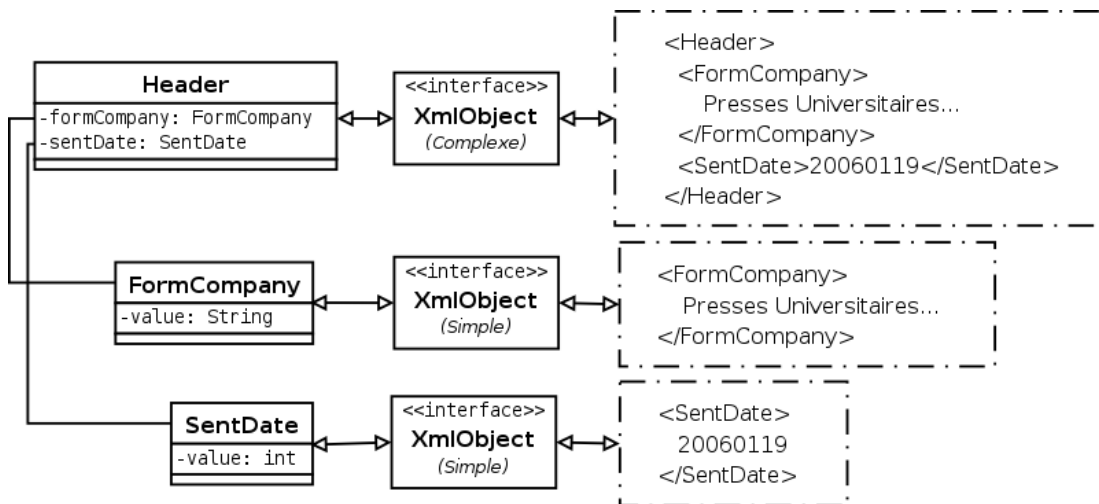 Header
-formCompany: FormCompany
-sentDate: SentDate
<<interface>>
XmlObject
(Complexe)
<Header>
<FormCompany>
Presses Universitaires...
</FormCompany>
<SentDate>20060119</SentDate>
</Header>
FormCompany
-value: String
<<interface>>
XmlObject
(Simple)
<FormCompany>
Presses Universitaires...
</FormCompany>
SentDate
-value: int
<<interface>>
XmlObject
(Simple)
<SentDate>
20060119
</SentDate>